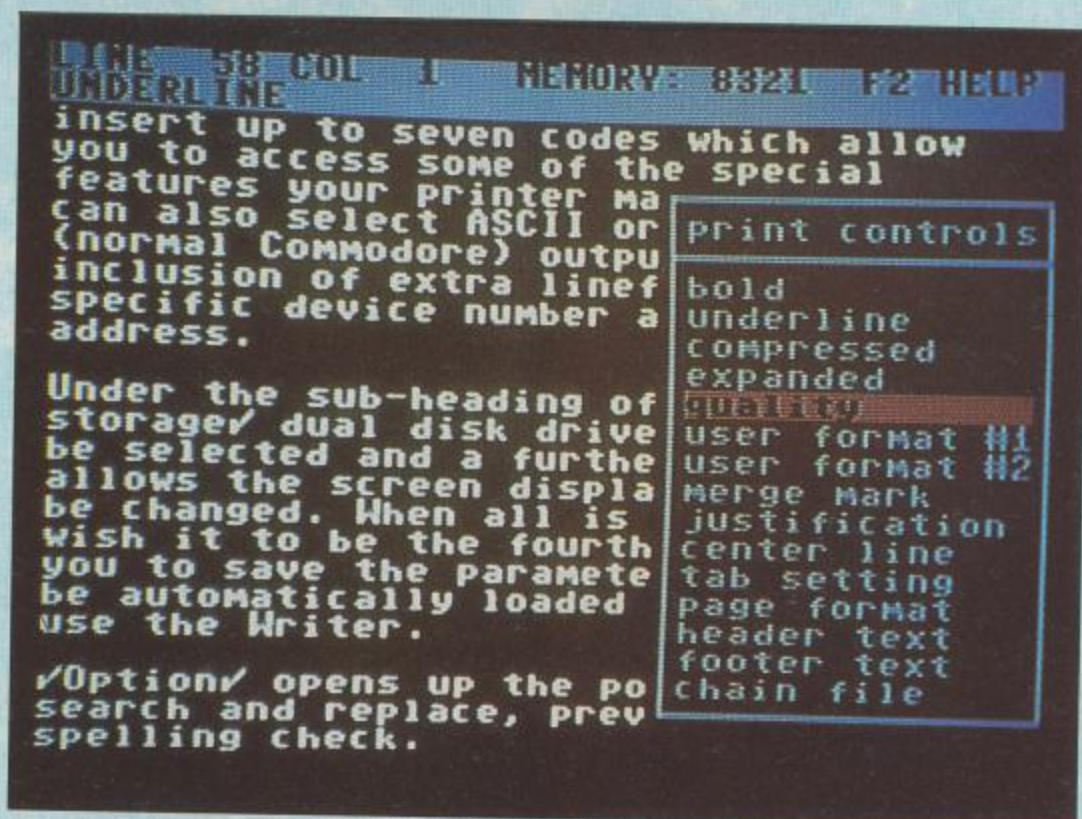 LINE 58 COL 1 MEMORY: 8321 F2 HELP
UNDERLINE
insert up to seven codes which allow
you to access some of the special
features your printer ma
can also select ASCII or
(normal Commodore) outpu
inclusion of extra linef
specific device number a
address.
Under the sub-heading of
storage✓ dual disk drive
be selected and a furthe
allows the screen displa
be changed. When all is
wish it to be the fourth
you to save the paramete
be automatically loaded
use the Writer.
✓Option✓ opens up the po
search and replace, prev
spelling check.
print controls
bold
underline
compressed
expanded
quality
user format #1
user format #2
merge mark
justification
center line
tab setting
page format
header text
footer text
chain file